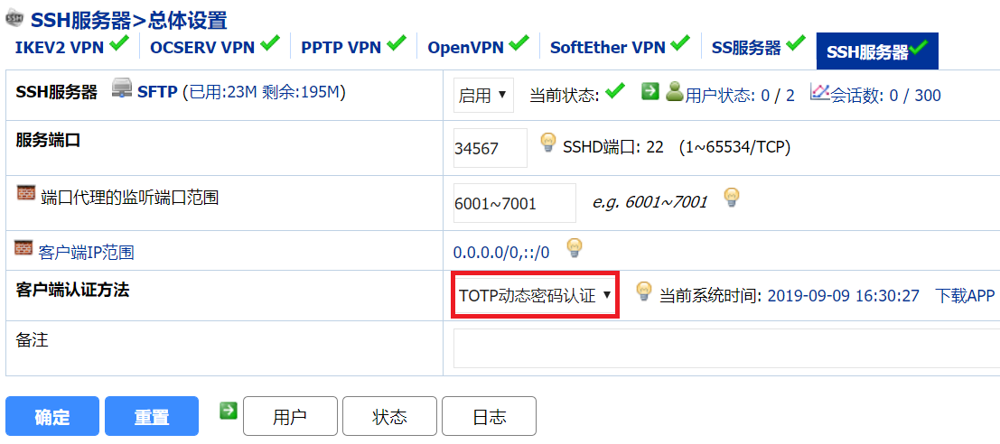 SSH服务器>总体设置
IKEV2 VPN OCSERV VPN PPTP VPN OpenVPN SoftEther VPN SS服务器 SSH服务器
SSH服务器 SFTP (已用:23M 剩余:195M) 启用 当前状态: 用户状态: 0 / 2 会话数: 0 / 300
服务端口 34567 SSHD端口: 22 (1~65534/TCP)
端口代理的监听端口范围 6001~7001 e.g. 6001~7001
客户端IP范围 0.0.0.0/0,::/0
客户端认证方法 TOTP动态密码认证 当前系统时间: 2019-09-09 16:30:27 下载APP
备注
确定 重置 用户 状态 日志